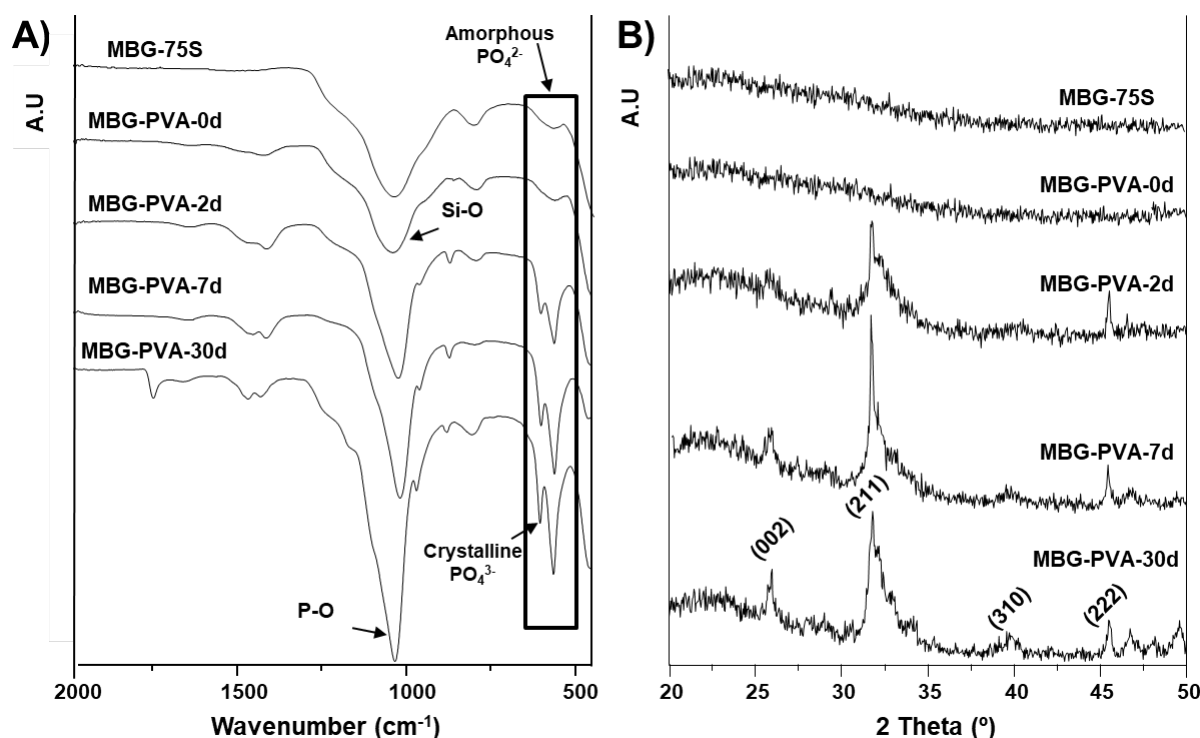 A)
MBG-75S
MBG-PVA-0d
MBG-PVA-2d
MBG-PVA-7d
MBG-PVA-30d
A.U
Amorphous
PO₄²⁻
Si-O
Crystalline
PO₄³⁻
P-O
2000 1500 1000 500
Wavenumber (cm⁻¹)
B)
A.U
MBG-75S
MBG-PVA-0d
MBG-PVA-2d
MBG-PVA-7d
MBG-PVA-30d
(002)
(211)
(310)
(222)
20 25 30 35 40 45 50
2 Theta (º)